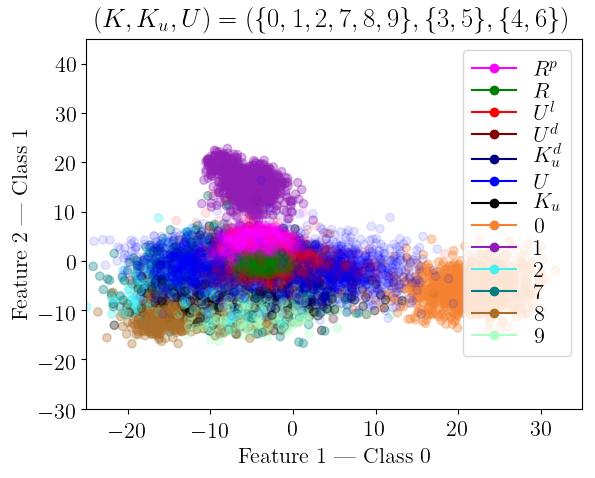 (K, K_u, U) = ({0, 1, 2, 7, 8, 9}, {3, 5}, {4, 6})
40
30
20
10
0
−10
−20
−30
Feature 2 — Class 1
−20
−10
0
10
20
30
Feature 1 — Class 0
R^p
R
U^l
U^d
K_u^d
U
K_u
0
1
2
7
8
9